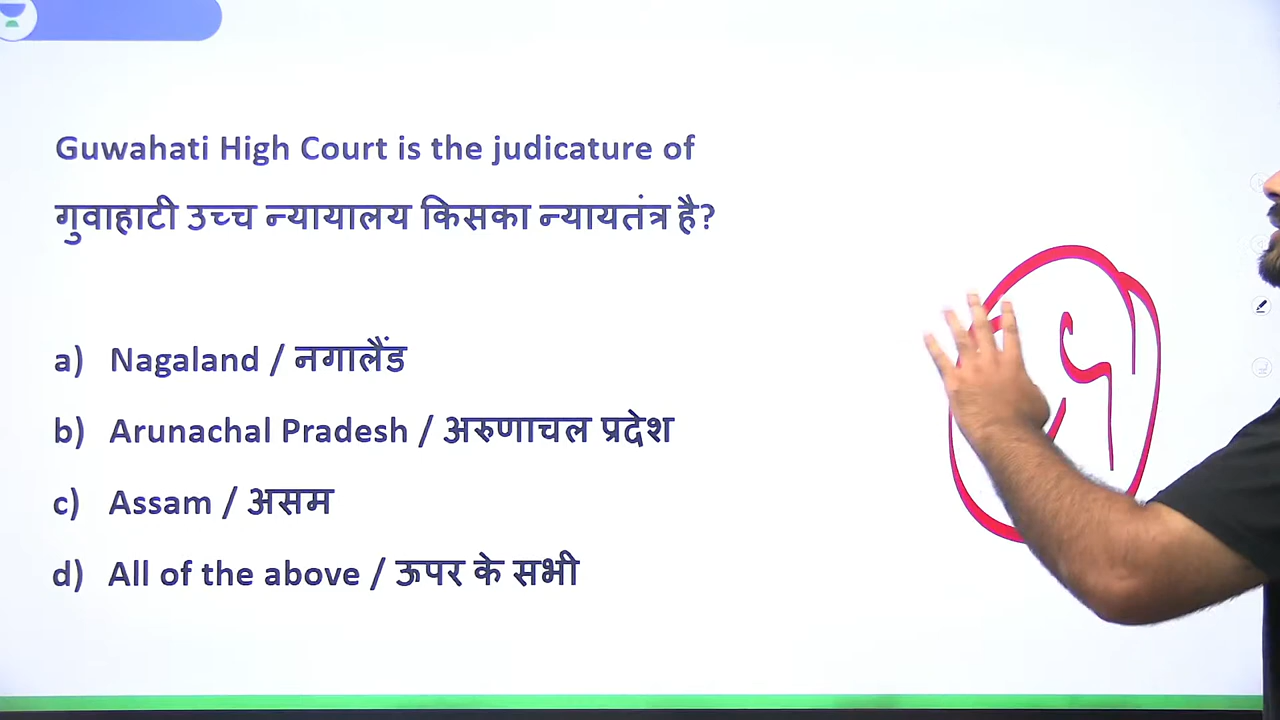 Guwahati High Court is the judicature of
गुवाहाटी उच्च न्यायालय किसका न्यायतंत्र है?
a) Nagaland / नगालैंड
b) Arunachal Pradesh / अरुणाचल प्रदेश
c) Assam / असम
d) All of the above / ऊपर के सभी